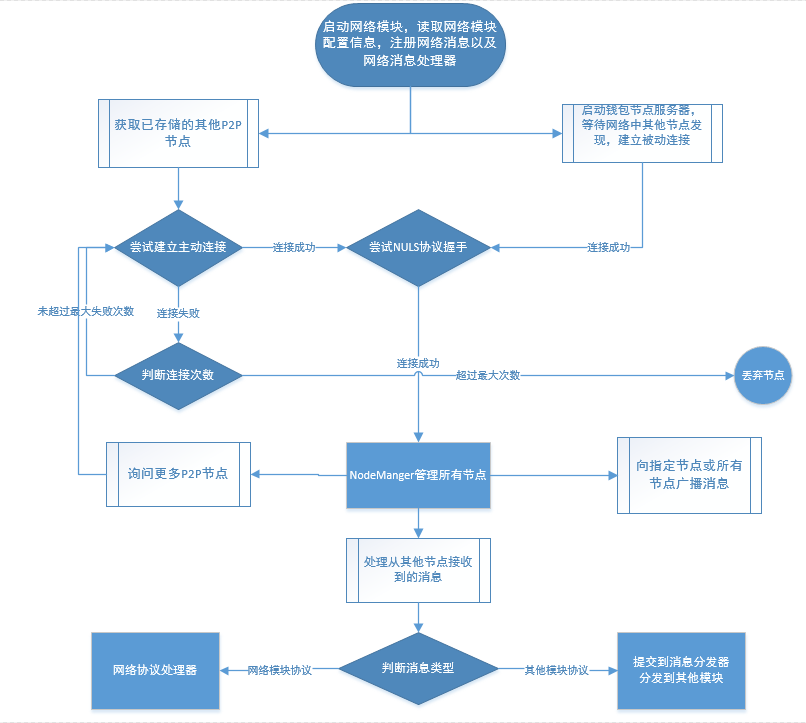 启动网络模块，读取网络模块
配置信息，注册网络消息以及
网络消息处理器
获取已存储的其他P2P
节点
启动钱包节点服务器，
等待网络中其他节点发
现，建立被动连接
尝试建立主动连接
连接成功
尝试NULS协议握手
连接成功
未超过最大失败次数
连接失败
判断连接次数
连接成功
超过最大次数
丢弃节点
询问更多P2P节点
NodeManger管理所有节点
向指定节点或所有
节点广播消息
处理从其他节点接收
到的消息
网络协议处理器
网络模块协议
判断消息类型
其他模块协议
提交到消息分发器
分发到其他模块